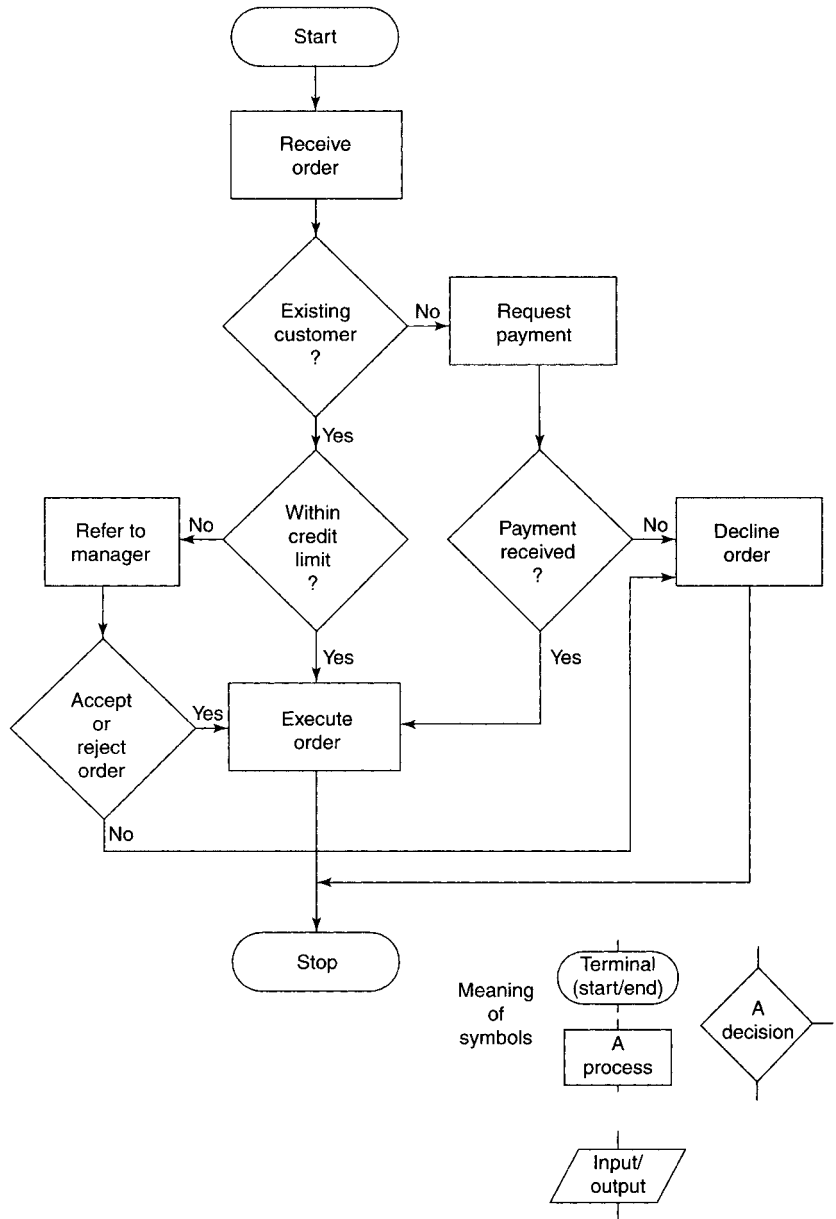 Start
Receive
order
Existing
customer
?
No
Request
payment
Yes
Refer to
manager
No
Within
credit
limit
?
Payment
received
?
No
Decline
order
Yes
Yes
Accept
or
reject
order
Yes
Execute
order
No
Stop
Meaning
of
symbols
Terminal
(start/end)
A
process
A
decision
Input/
output